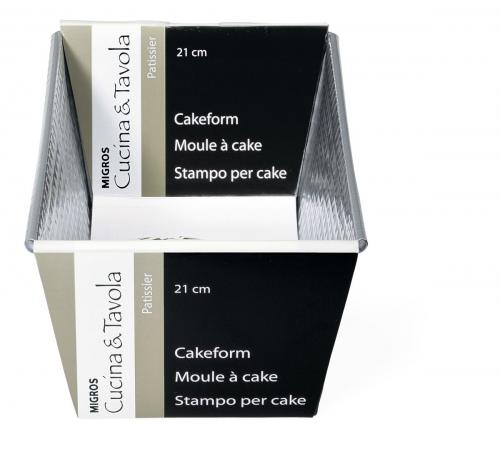 MIGROS
Cucina & Tavola
Patissier
21 cm
Cakeform
Moule à cake
Stampo per cake
MIGROS
Cucina & Tavola
Patissier
21 cm
Cakeform
Moule à cake
Stampo per cake